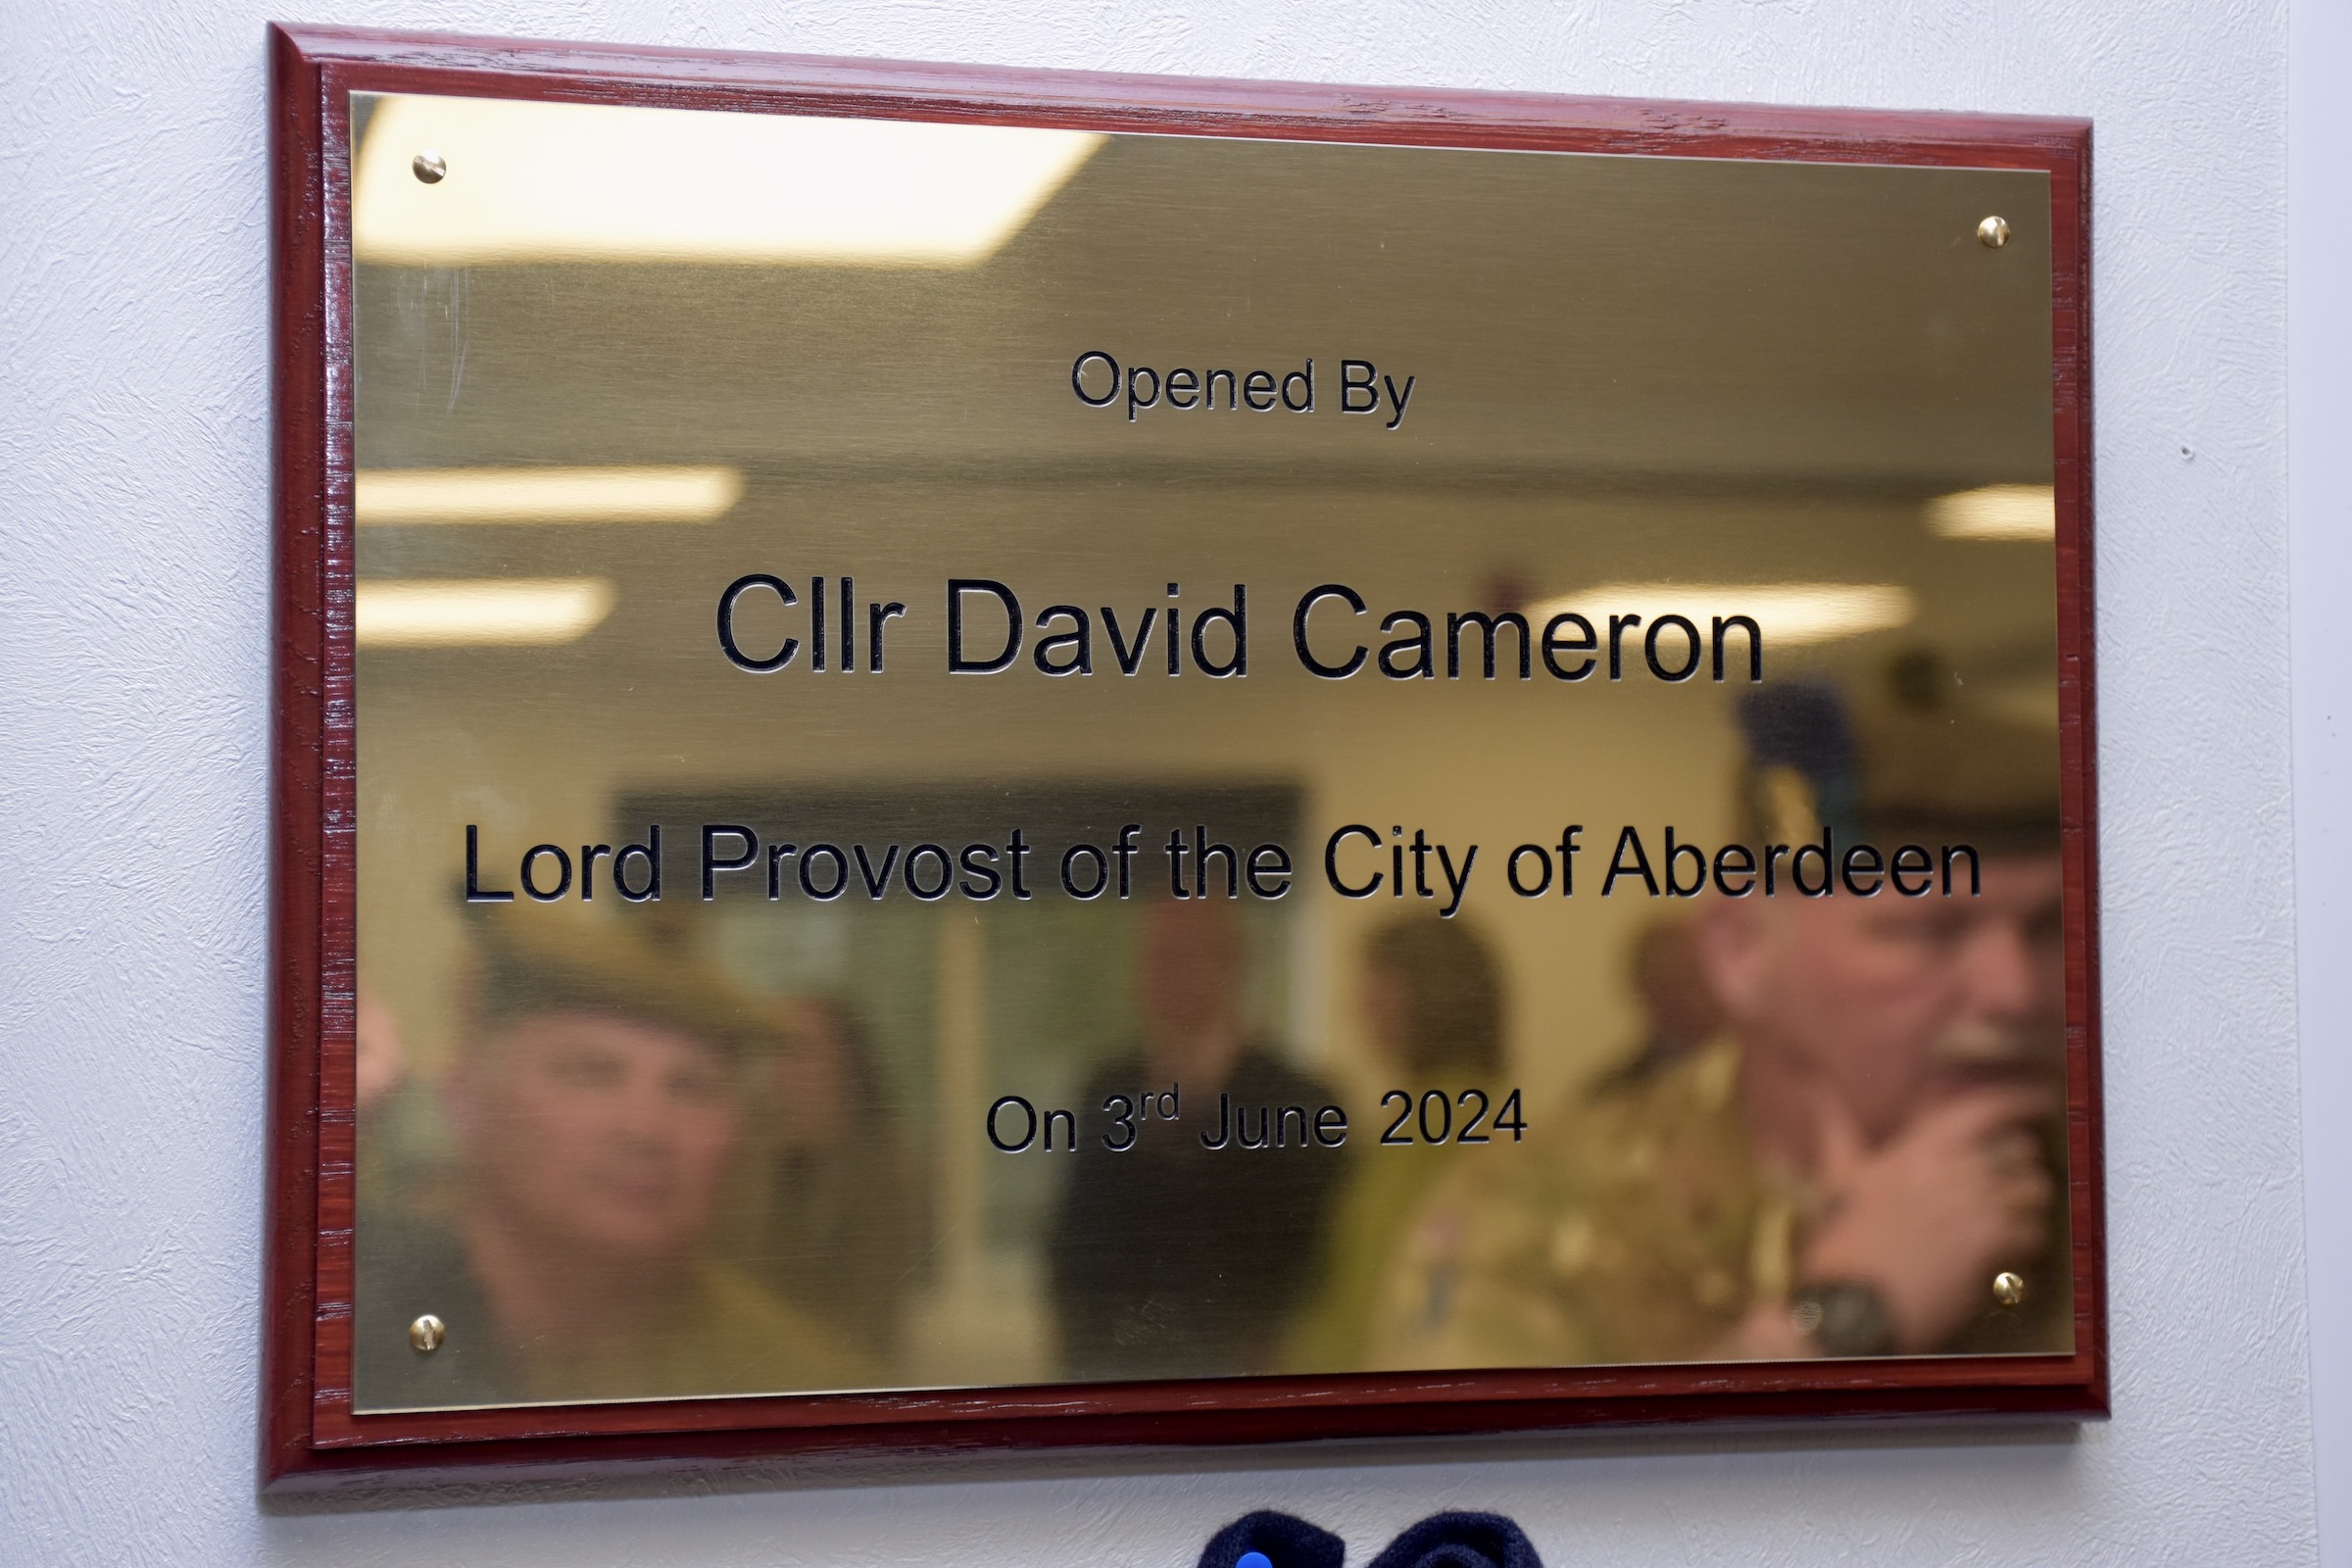 Opened By
Cllr David Cameron
Lord Provost of the City of Aberdeen
On 3rd June 2024